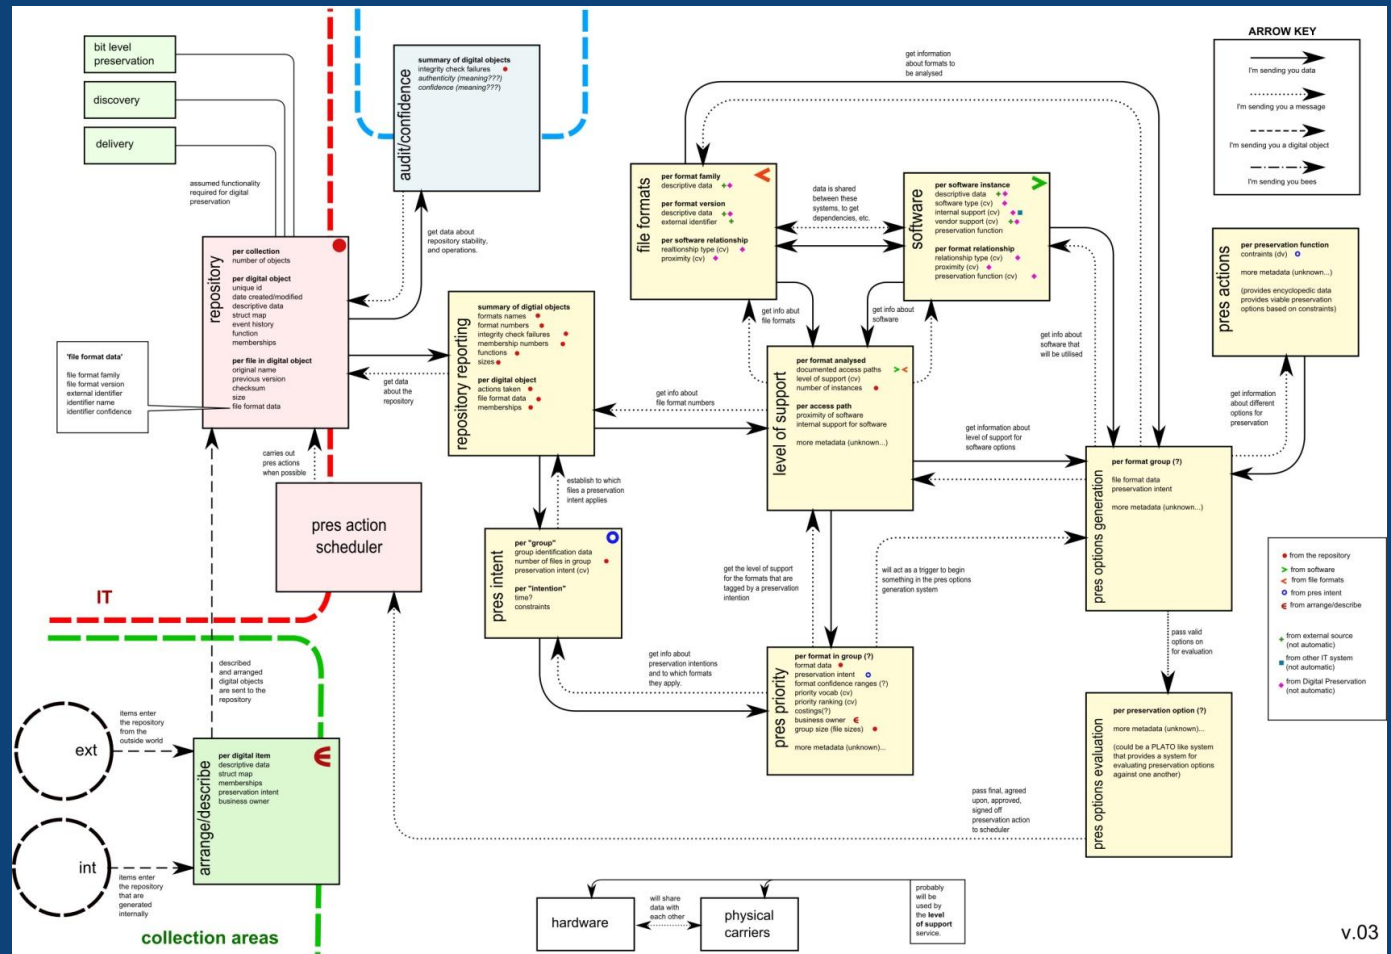 bit level
preservation
discovery
delivery
assumed functionality
required for digital
preservation
audit/confidence
summary of digital objects
integrity check failures
authenticity (meaning???)
confidence (meaning???)
get data about
repository stability,
and operations.
repository
per collection
number of objects
per digital object
unique id
date created/modified
descriptive data
struct map
event history
function
memberships
per file in digital object
original name
previous version
checksum
size
file format data
'file format data'
file format family
file format version
external identifier
identifier name
identifier confidence
carries out
pres actions
when possible
pres action
scheduler
IT
get data
about the
repository
repository reporting
summary of digtial objects
formats names
format numbers
integrity check failures
membership numbers
functions
sizes
per digital object
actions taken
file format data
memberships
establish to which
files a preservation
intent applies
pres intent
per "group"
group identification data
number of files in group
preservation intent (cv)
per "intention"
time?
constraints
get info about
preservation intentions
and to which formats
they apply.
get information
about formats to
be analysed
file formats
per format family
descriptive data
per format version
descriptive data
external identifier
per software relationship
realtionship type (cv)
proximity (cv)
data is shared
between these
systems, to get
dependencies, etc.
software
per software instance
descriptive data
software type (cv)
internal support (cv)
vendor support (cv)
preservation function
per format relationship
relationship type (cv)
proximity (cv)
preservation function (cv)
get info abut
file formats
get info about
software
get info about
software that
will be utilised
get info about
file format numbers
level of support
per format analysed
documented access paths
level of support (cv)
number of instances
per access path
proximity of software
internal support for software
more metadata (unknown...)
get information about
level of support for
software options
get the level of support
for the formats that are
tagged by a preservation
intention
will act as a trigger to begin
something in the pres options
generation system
pres priority
per format in group (?)
format data
preservation intent
format confidence ranges (?)
priority vocab (cv)
priority ranking (cv)
costings(?)
business owner
group size (file sizes)
more metadata (unknown)...
pres actions
per preservation function
contraints (dv)
more metadata (unknown...)
(provides encyclopedic data
provides viable preservation
options based on constraints)
get information
about different
options for
preservation
pres options generation
per format group (?)
file format data
preservation intent
more metadata (unknown...)
pass valid
options on
for evaluation
pres options evaluation
per preservation option (?)
more metadata (unknown)...
(could be a PLATO like system
that provides a system for
evaluating preservation options
against one another)
pass final, agreed
upon, approved,
signed off
preservation action
to scheduler
ARROW KEY
I'm sending you data
I'm sending you a message
I'm sending you a digital object
I'm sending you bees
from the repository
from software
from file formats
from pres intent
from arrange/describe
from external source
(not automatic)
from other IT system
(not automatic)
from Digital Preservation
(not automatic)
described
and arranged
digital objects
are sent to the
repository
ext
items enter
the repository
from the
outside world
int
items enter
the repository
that are
generated
internally
arrange/describe
per digital item
descriptive data
struct map
memberships
preservation intent
business owner
collection areas
hardware
will share
data with
each other
physical
carriers
probably
will be
used by
the level
of support
service.
v.03